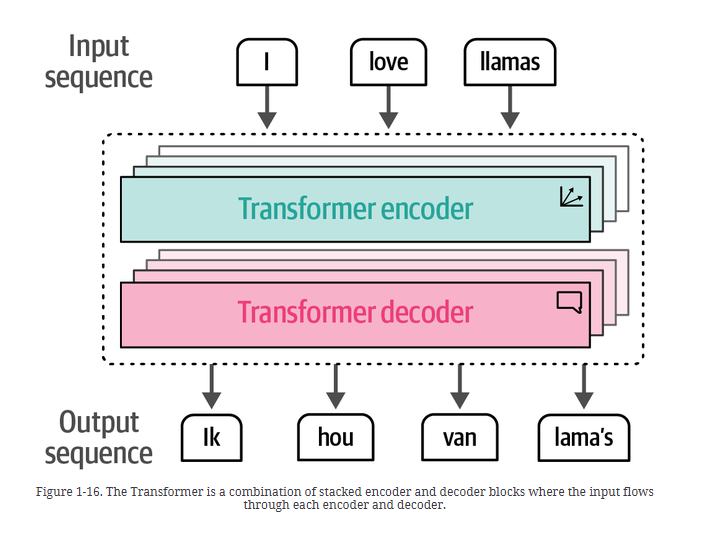 Input
sequence
I love llamas
Transformer encoder
Transformer decoder
Output
sequence
Ik hou van lama's
Figure 1-16. The Transformer is a combination of stacked encoder and decoder blocks where the input flows
through each encoder and decoder.